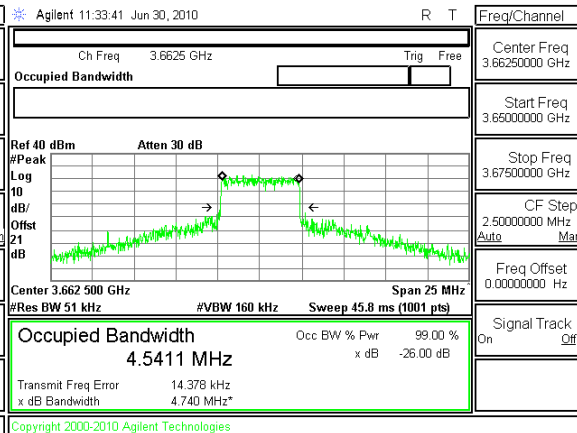 Agilent 11:33:41 Jun 30, 2010 R T
Freq/Channel
Ch Freq 3.6625 GHz Trig Free
Occupied Bandwidth
Center Freq
3.66250000 GHz
Start Freq
3.65000000 GHz
Stop Freq
3.67500000 GHz
CF Step
2.50000000 MHz
Auto Man
Freq Offset
0.00000000 Hz
Signal Track
On Off
Ref 40 dBm Atten 30 dB
#Peak
Log
10
dB/
Offst
21
dB
Center 3.662 500 GHz Span 25 MHz
#Res BW 51 kHz #VBW 160 kHz Sweep 45.8 ms (1001 pts)
Occupied Bandwidth Occ BW % Pwr 99.00 %
4.5411 MHz x dB -26.00 dB
Transmit Freq Error 14.378 kHz
x dB Bandwidth 4.740 MHz*
Copyright 2000-2010 Agilent Technologies